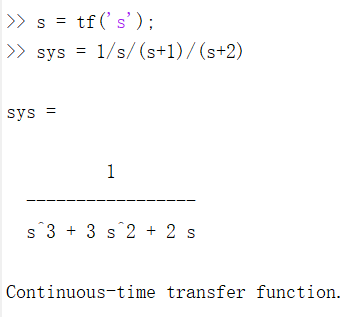 >> s = tf('s');
>> sys = 1/s/(s+1)/(s+2)
sys =
1
-----------------
s^3 + 3 s^2 + 2 s
Continuous-time transfer function.